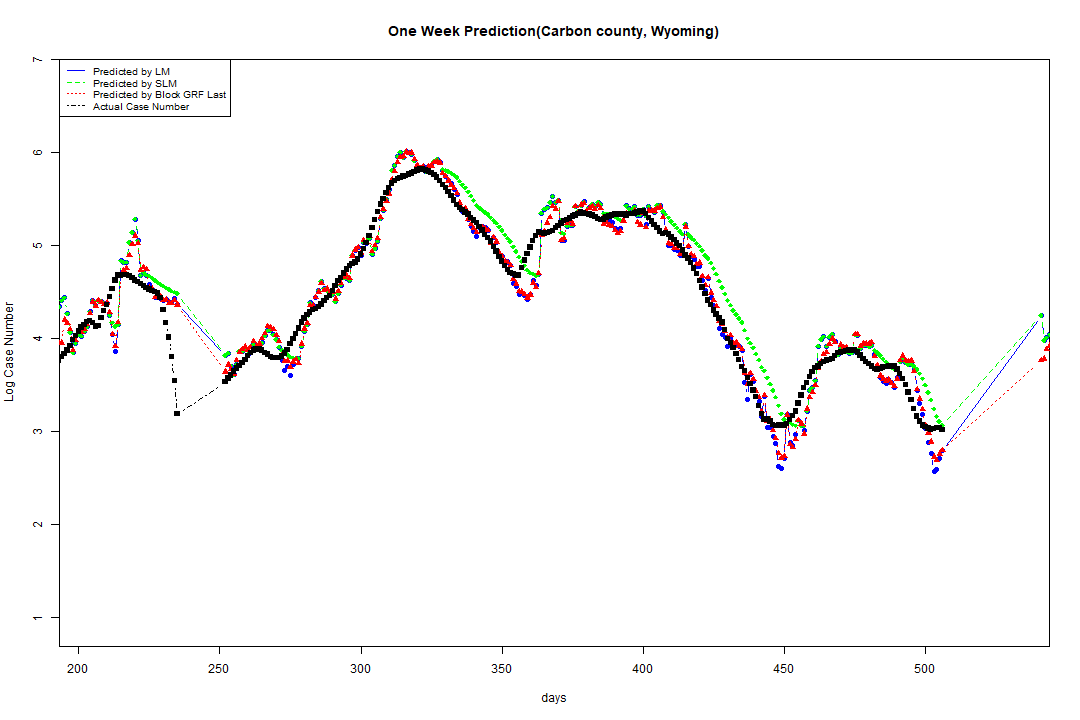 One Week Prediction(Carbon county, Wyoming)
Predicted by LM
Predicted by SLM
Predicted by Block GRF Last
Actual Case Number
Log Case Number
7
6
5
4
3
2
1
200 250 300 350 400 450 500
days